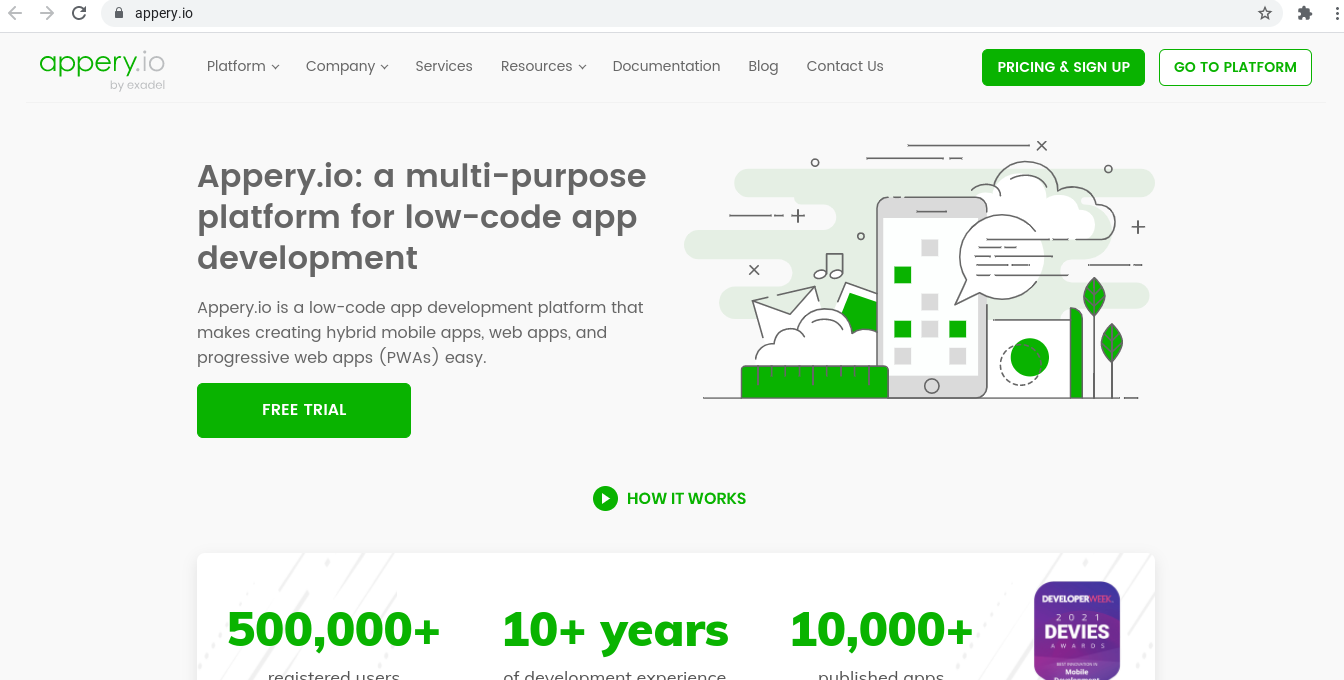 appery.io
appery.io
by exadel
Platform
Company
Services
Resources
Documentation
Blog
Contact Us
PRICING & SIGN UP
GO TO PLATFORM
Appery.io: a multi-purpose
platform for low-code app
development
Appery.io is a low-code app development platform that
makes creating hybrid mobile apps, web apps, and
progressive web apps (PWAs) easy.
FREE TRIAL
HOW IT WORKS
500,000+
registered users
10+ years
of development experience
10,000+
published apps
DEVELOPERWEEK
2021
DEVIES
AWARDS
BEST INNOVATION IN
Mobile
Development